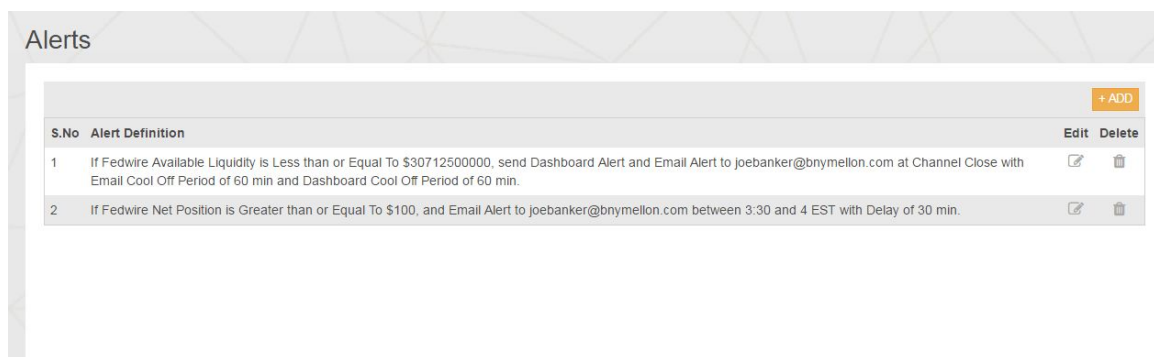 Alerts
+ ADD
S.No Alert Definition Edit Delete
1 If Fedwire Available Liquidity is Less than or Equal To $30712500000, send Dashboard Alert and Email Alert to joebanker@bnymellon.com at Channel Close with
Email Cool Off Period of 60 min and Dashboard Cool Off Period of 60 min.
2 If Fedwire Net Position is Greater than or Equal To $100, and Email Alert to joebanker@bnymellon.com between 3:30 and 4 EST with Delay of 30 min.